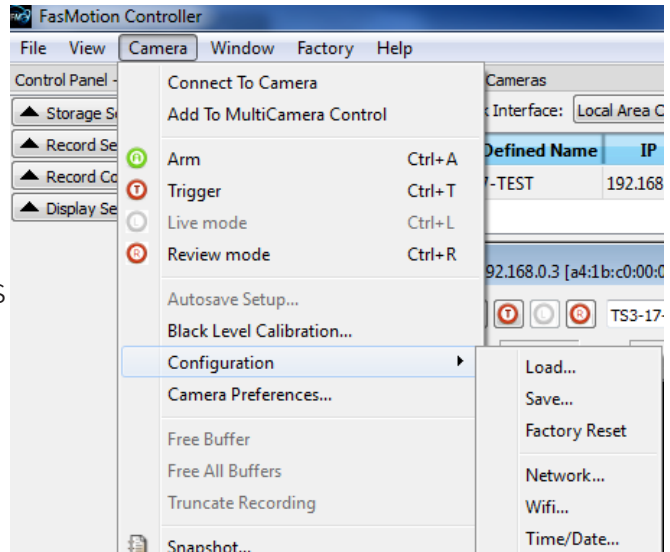 FasMotion Controller
File View Camera Window Factory Help
Control Panel -
Connect To Camera
Cameras
Add To MultiCamera Control
Interface: Local Area C
Storage S
Record Se
Arm Ctrl+A
Defined Name IP
Record Co
Trigger Ctrl+T
7-TEST 192.168
Display Se
Live mode Ctrl+L
Review mode Ctrl+R
92.168.0.3 [a4:1b:c0:00:0
S
Autosave Setup...
TS3-17-
Black Level Calibration...
Configuration
Load...
Camera Preferences...
Save...
Free Buffer
Factory Reset
Free All Buffers
Network...
Truncate Recording
Wifi...
Snapshot...
Time/Date...